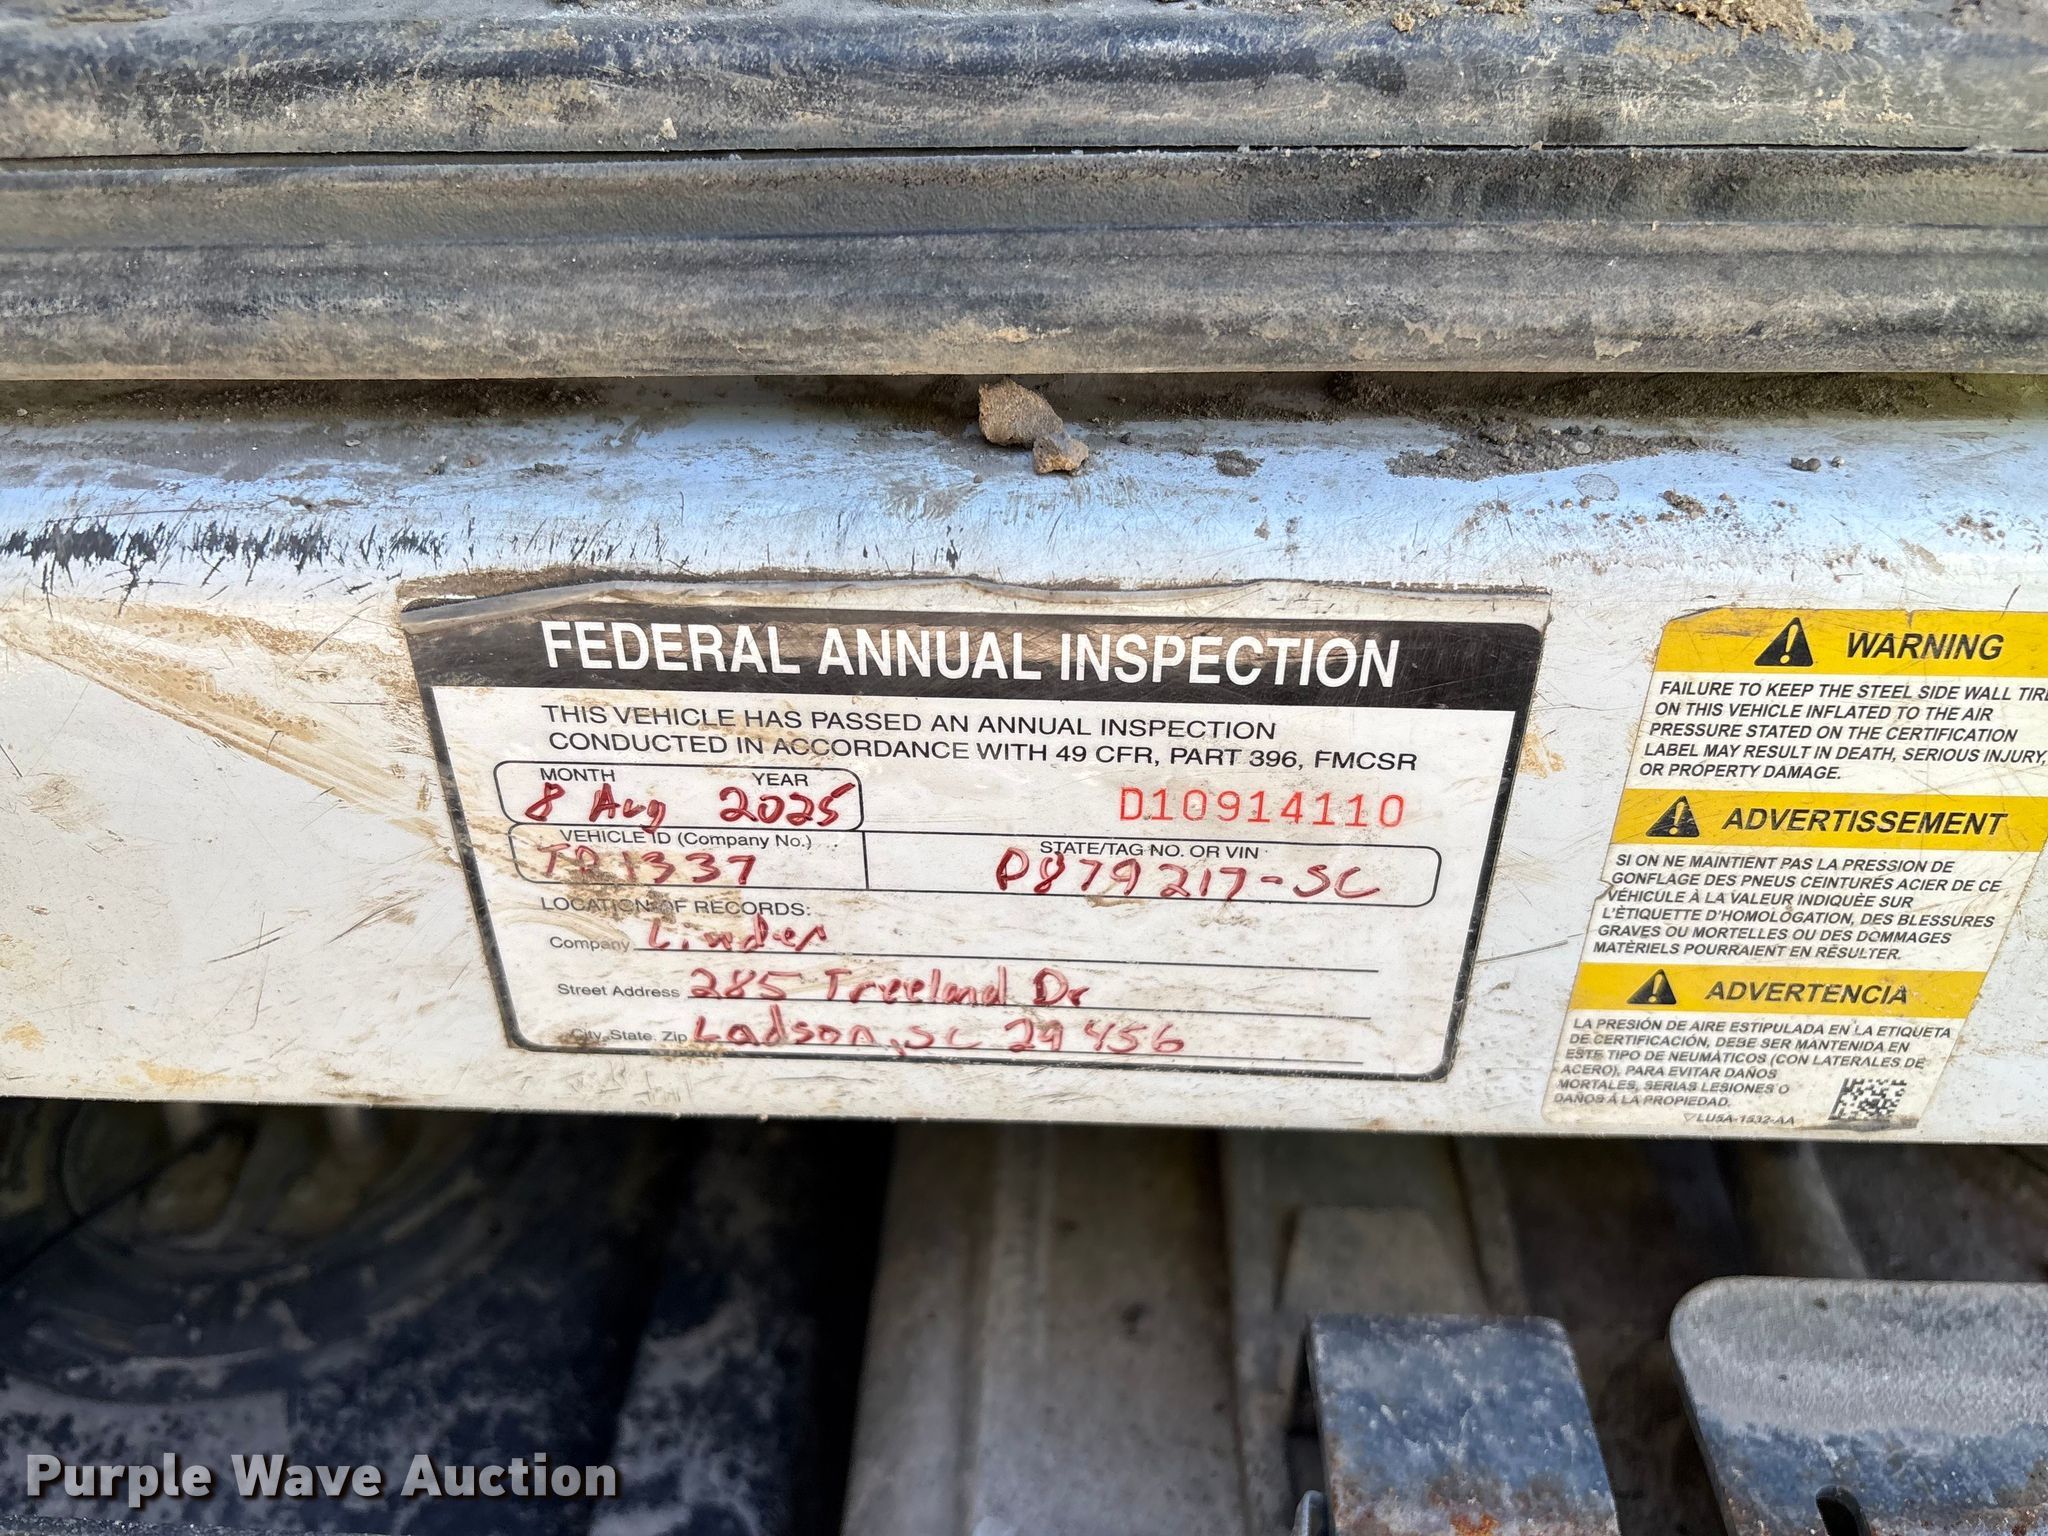 FEDERAL ANNUAL INSPECTION
THIS VEHICLE HAS PASSED AN ANNUAL INSPECTION
CONDUCTED IN ACCORDANCE WITH 49 CFR, PART 396, FMCSR
MONTH YEAR
8 Aug 2025
D10914110
VEHICLE ID (Company No.)
1337
STATE/TAG NO. OR VIN
P879217-SC
LOCATION OF RECORDS:
Company Linder
Street Address 285 Treeland Dr
City, State, Zip Ladson, SC 29456
WARNING
FAILURE TO KEEP THE STEEL SIDE WALL TIRE
ON THIS VEHICLE INFLATED TO THE AIR
PRESSURE STATED ON THE CERTIFICATION
LABEL MAY RESULT IN DEATH, SERIOUS INJURY,
OR PROPERTY DAMAGE.
ADVERTISSEMENT
SI ON NE MAINTIENT PAS LA PRESSION DE
GONFLAGE DES PNEUS CEINTURÉS ACIER DE CE
VÉHICULE À LA VALEUR INDIQUÉE SUR
L'ÉTIQUETTE D'HOMOLOGATION, DES BLESSURES
GRAVES OU MORTELLES OU DES DOMMAGES
MATÉRIELS POURRAIENT EN RÉSULTER.
ADVERTENCIA
LA PRESIÓN DE AIRE ESTIPULADA EN LA ETIQUETA
DE CERTIFICACIÓN, DEBE SER MANTENIDA EN
ESTE TIPO DE NEUMÁTICOS (CON LATERALES DE
ACERO), PARA EVITAR DAÑOS
MORTALES, SERIAS LESIONES O
DAÑOS A LA PROPIEDAD.
LU5A-1532-AA
Purple Wave Auction